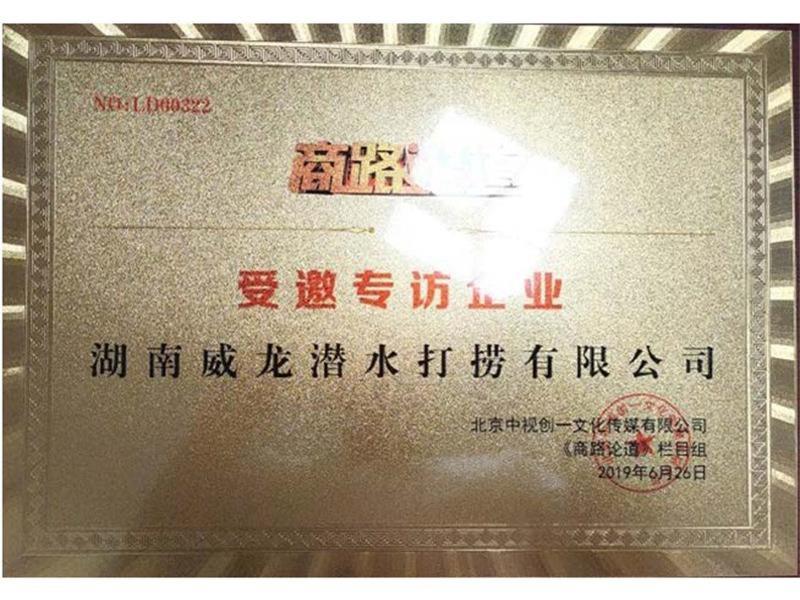 NO:LD00322
商路
受邀专访企业
湖南威龙潜水打捞有限公司
北京中视创一文化传媒有限公司
《商路论道》栏目组
2019年6月26日